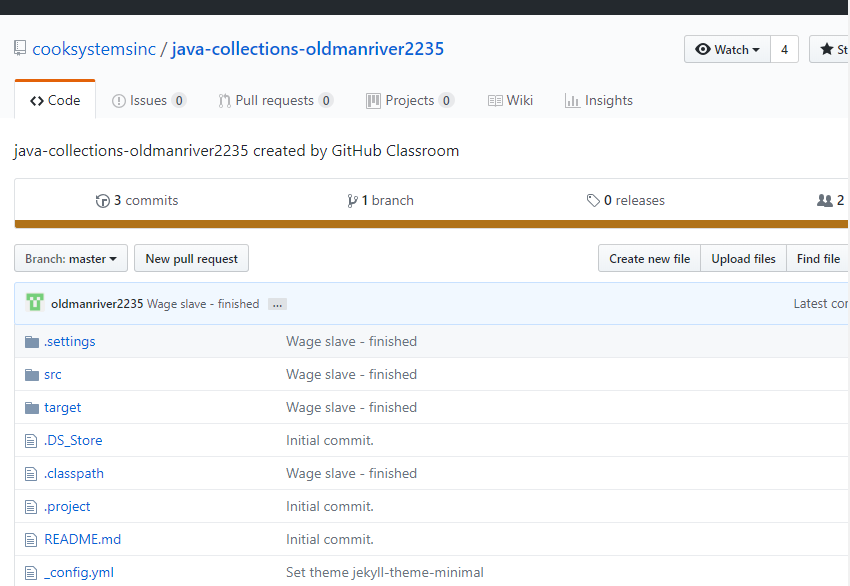 cooksystemsinc / java-collections-oldmanriver2235
Watch 4 St
Code Issues 0 Pull requests 0 Projects 0 Wiki Insights
java-collections-oldmanriver2235 created by GitHub Classroom
3 commits 1 branch 0 releases 2
Branch: master New pull request Create new file Upload files Find file
oldmanriver2235 Wage slave - finished ... Latest com
.settings Wage slave - finished
src Wage slave - finished
target Wage slave - finished
.DS_Store Initial commit.
.classpath Wage slave - finished
.project Initial commit.
README.md Initial commit.
_config.yml Set theme jekyll-theme-minimal